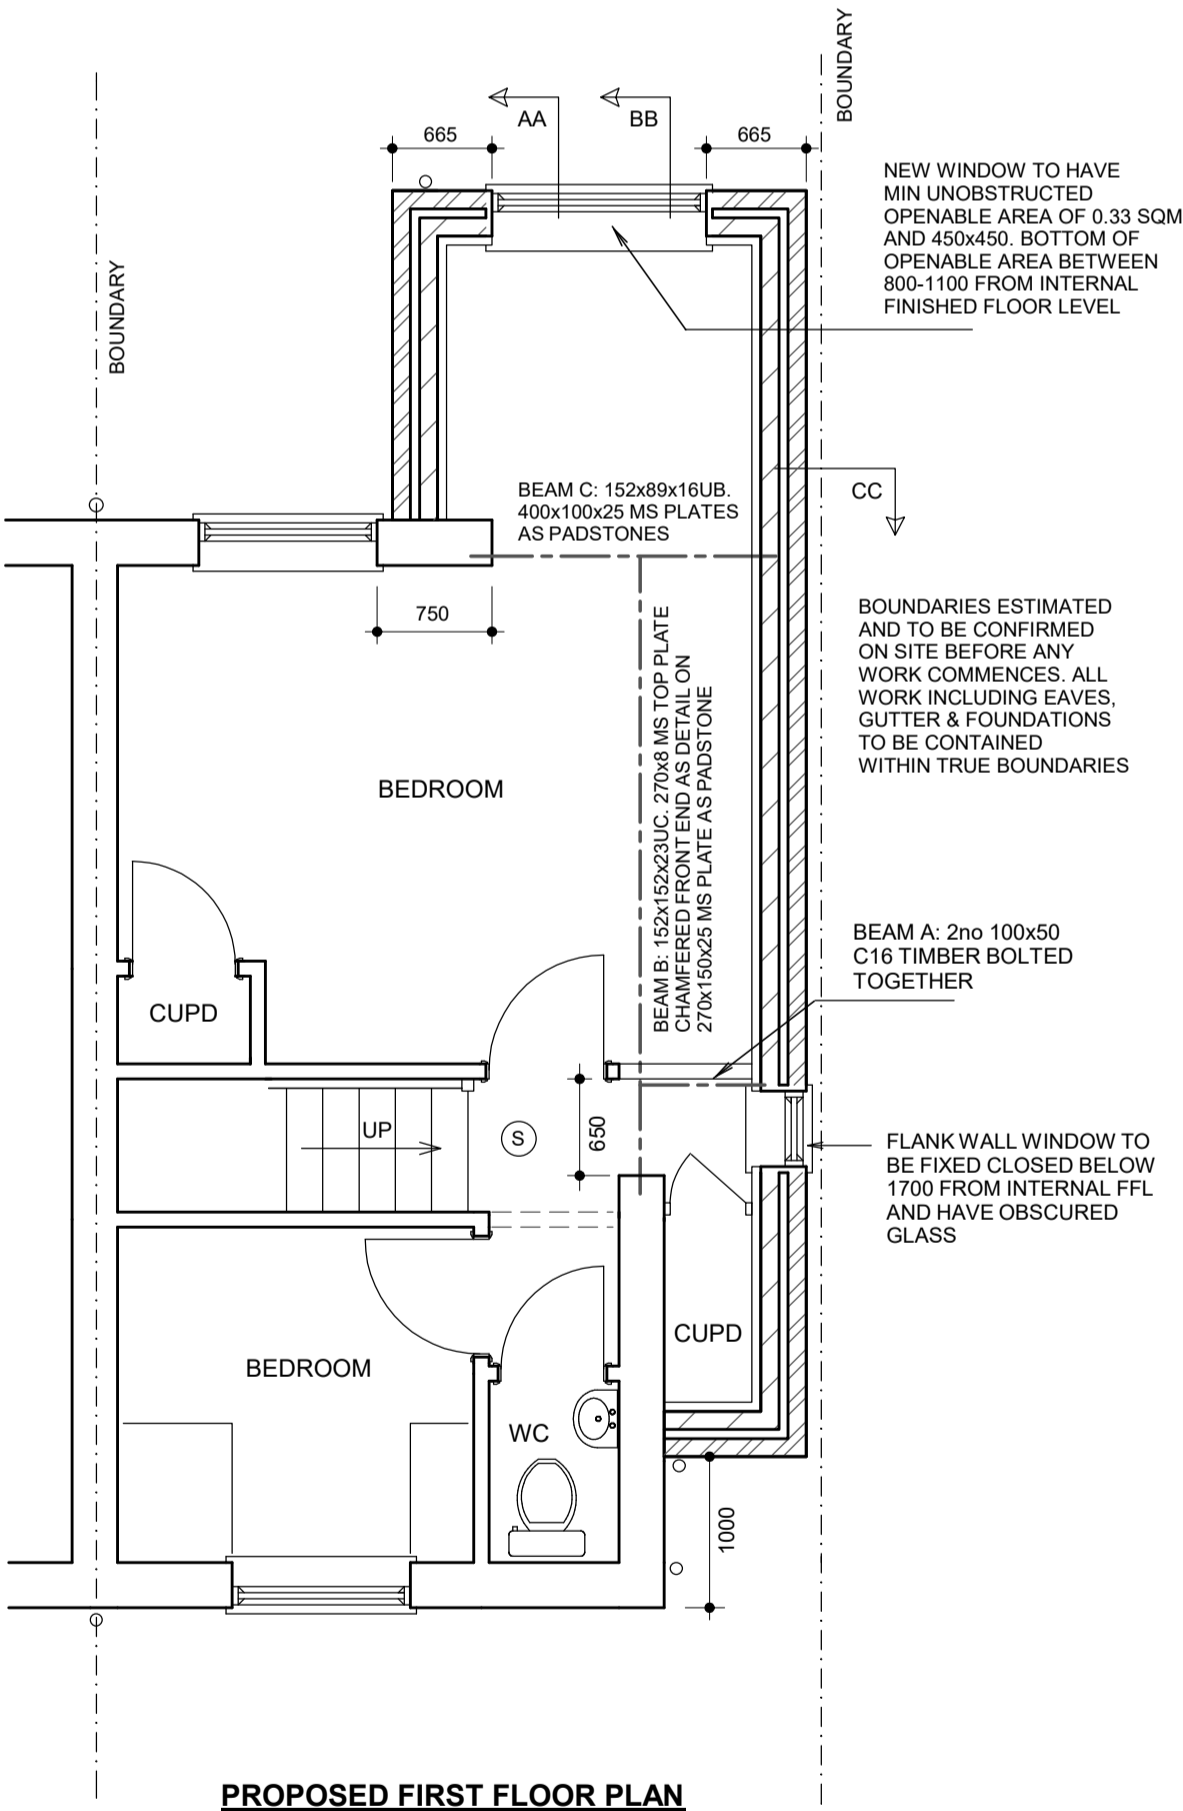 BOUNDARY
AA
BB
665
665
NEW WINDOW TO HAVE
MIN UNOBSTRUCTED
OPENABLE AREA OF 0.33 SQM
AND 450x450. BOTTOM OF
OPENABLE AREA BETWEEN
800-1100 FROM INTERNAL
FINISHED FLOOR LEVEL
BOUNDARY
CC
BEAM C: 152x89x16UB.
400x100x25 MS PLATES
AS PADSTONES
750
BOUNDARIES ESTIMATED
AND TO BE CONFIRMED
ON SITE BEFORE ANY
WORK COMMENCES. ALL
WORK INCLUDING EAVES,
GUTTER & FOUNDATIONS
TO BE CONTAINED
WITHIN TRUE BOUNDARIES
BEAM B: 152x152x23UC. 270x8 MS TOP PLATE
CHAMFERED FRONT END AS DETAIL ON
270x150x25 MS PLATE AS PADSTONE
BEDROOM
BEAM A: 2no 100x50
C16 TIMBER BOLTED
TOGETHER
CUPD
UP
S
650
FLANK WALL WINDOW TO
BE FIXED CLOSED BELOW
1700 FROM INTERNAL FFL
AND HAVE OBSCURED
GLASS
CUPD
BEDROOM
WC
1000
PROPOSED FIRST FLOOR PLAN